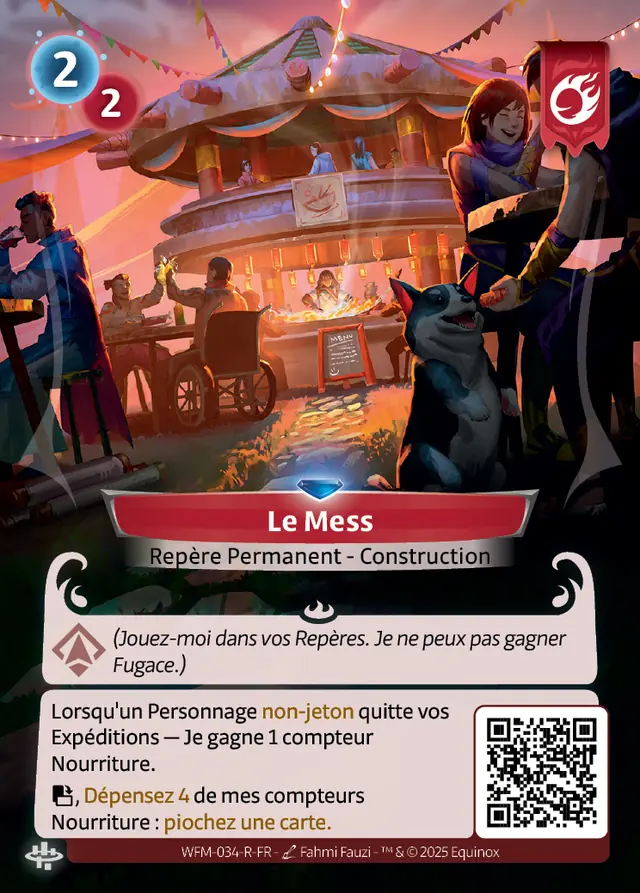 2
2
MENU
Le Mess
Repère Permanent - Construction
(Jouez-moi dans vos Repères. Je ne peux pas gagner
Fugace.)
Lorsqu'un Personnage non-jeton quitte vos
Expéditions — Je gagne 1 compteur
Nourriture.
, Dépensez 4 de mes compteurs
Nourriture : piochez une carte.
WFM-034-R-FR - Fahmi Fauzi - ™ & © 2025 Equinox